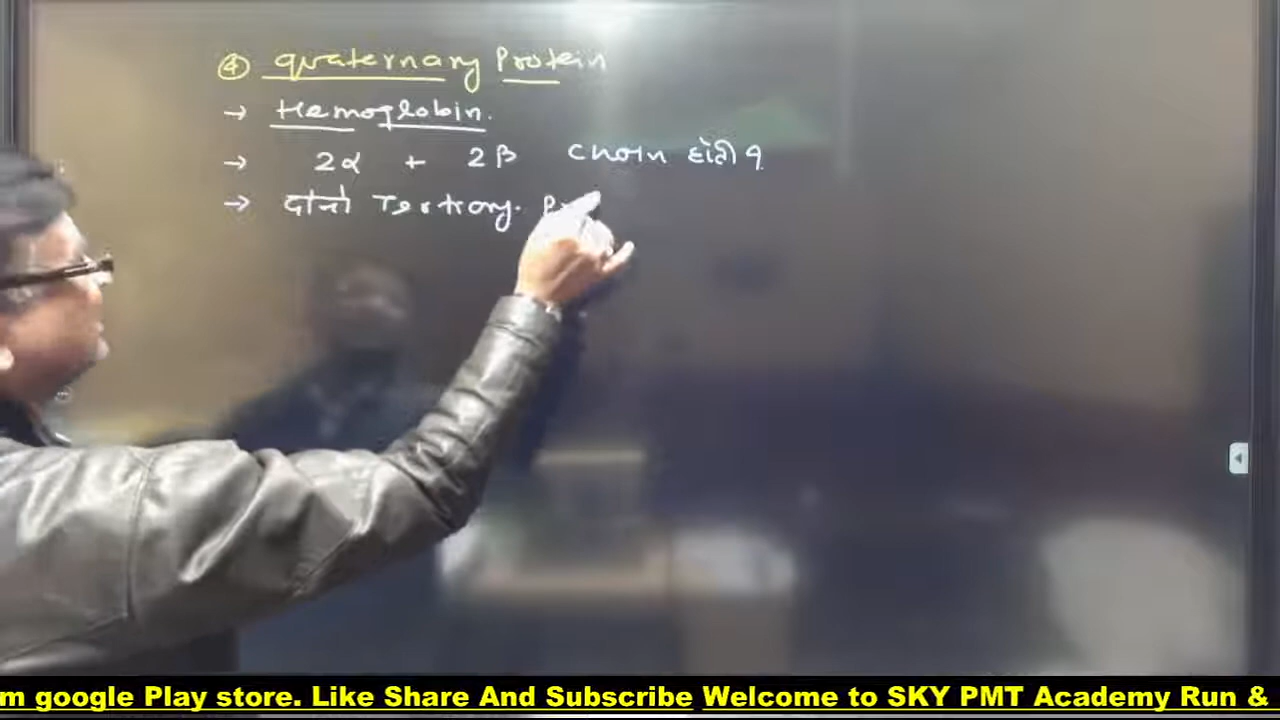 ④ Quaternary Protein
→ Hemoglobin.
→ 2α + 2β Chain होती
→ दोनो Tertiary. Pr
m google Play store. Like Share And Subscribe Welcome to SKY PMT Academy Run &